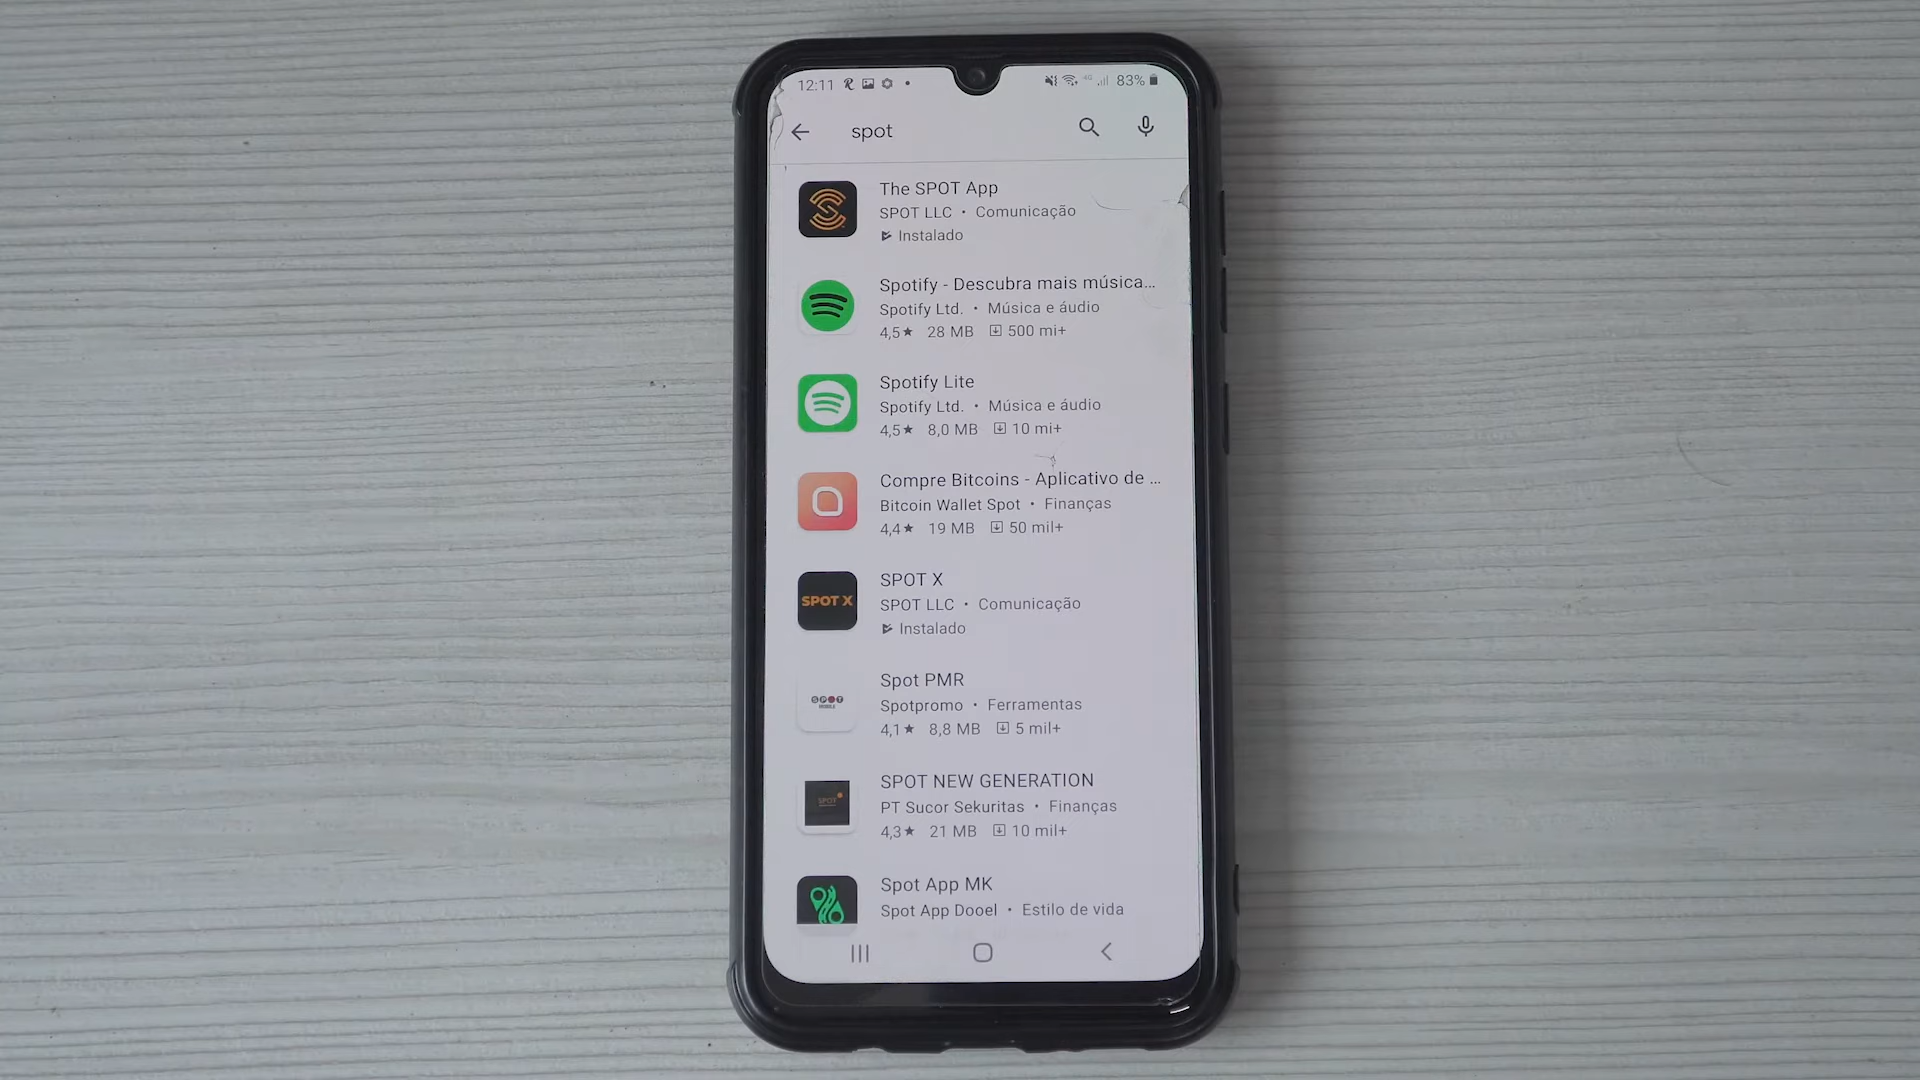 12:11 4G 83%
spot
The SPOT App
SPOT LLC • Comunicação
Instalado
Spotify - Descubra mais música...
Spotify Ltd. • Música e áudio
4,5★ 28 MB 500 mi+
Spotify Lite
Spotify Ltd. • Música e áudio
4,5★ 8,0 MB 10 mi+
Compre Bitcoins - Aplicativo de ...
Bitcoin Wallet Spot • Finanças
4,4★ 19 MB 50 mil+
SPOT X
SPOT X
SPOT LLC • Comunicação
Instalado
SPOT
MOBILE
Spot PMR
Spotpromo • Ferramentas
4,1★ 8,8 MB 5 mil+
SPOT
SPOT NEW GENERATION
PT Sucor Sekuritas • Finanças
4,3★ 21 MB 10 mil+
Spot App MK
Spot App Dooel • Estilo de vida